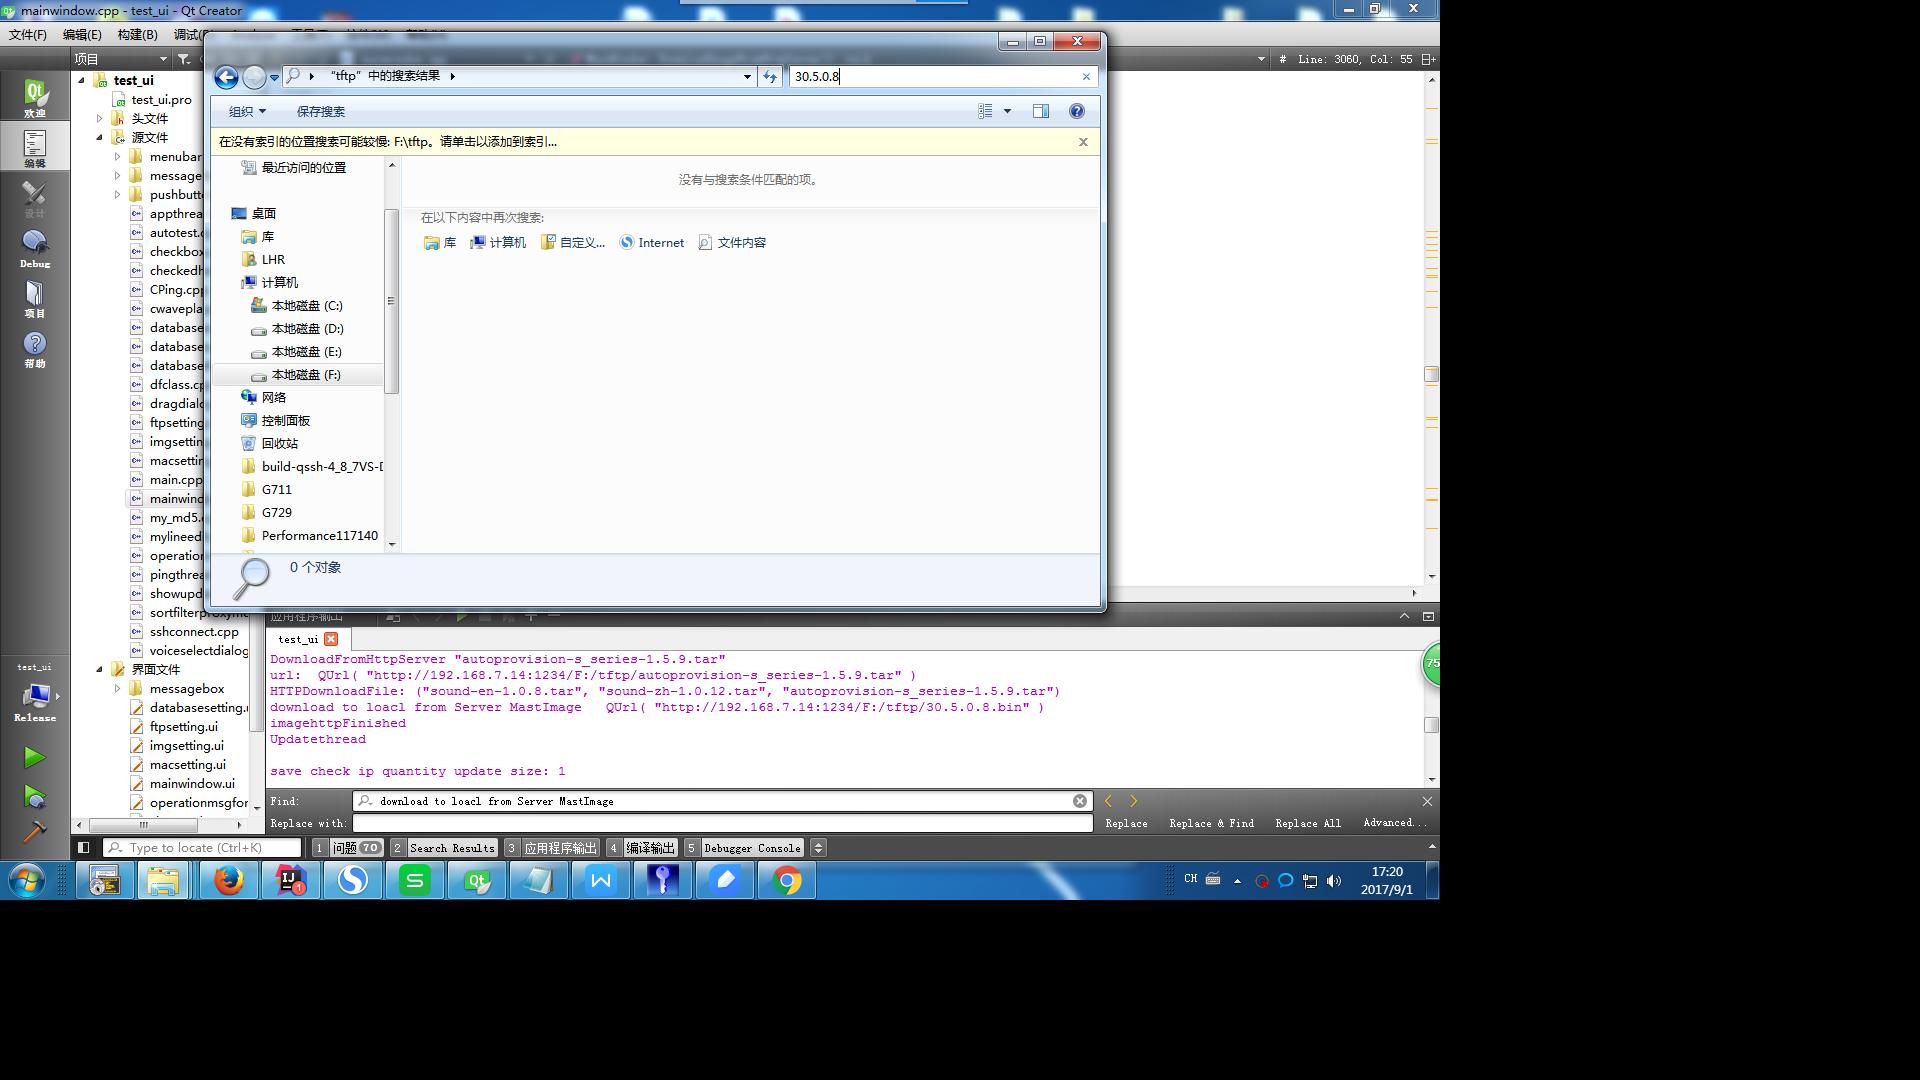 mainwindow.cpp - test_ui - Qt Creator
文件(F) 编辑(E) 构建(B)
项目
# Line: 3060, Col: 55
"tftp"中的搜索结果
30.5.0.8
组织 保存搜索
在没有索引的位置搜索可能较慢: F:\tftp。请单击以添加到索引...
最近访问的位置
桌面
库
LHR
计算机
本地磁盘 (C:)
本地磁盘 (D:)
本地磁盘 (E:)
本地磁盘 (F:)
网络
控制面板
回收站
build-qssh-4_8_7VS-D
G711
G729
Performance117140
没有与搜索条件匹配的项。
在以下内容中再次搜索:
库 计算机 自定义... Internet 文件内容
0 个对象
欢迎
编辑
设计
Debug
项目
帮助
test_ui
Release
test_ui
test_ui.pro
头文件
源文件
menubar
message
pushbutt
appthrea
autotest.c
checkbox
checkedh
CPing.cpp
cwavepla
database
database
database
dfclass.cp
dragdialo
ftpsetting
imgsettin
macsettin
main.cpp
mainwind
my_md5.c
mylineed
operation
pingthrea
showupd
sortfilterproxymo
sshconnect.cpp
voiceselectdialog
界面文件
messagebox
databasesetting.u
ftpsetting.ui
imgsetting.ui
macsetting.ui
mainwindow.ui
operationmsgfor
应用程序输出
test_ui
DownloadFromHttpServer "autoprovision-s_series-1.5.9.tar"
url: QUrl( "http://192.168.7.14:1234/F:/tftp/autoprovision-s_series-1.5.9.tar" )
HTTPDownloadFile: ("sound-en-1.0.8.tar", "sound-zh-1.0.12.tar", "autoprovision-s_series-1.5.9.tar")
download to loacl from Server MastImage QUrl( "http://192.168.7.14:1234/F:/tftp/30.5.0.8.bin" )
imagehttpFinished
Updatethread
save check ip quantity update size: 1
Find: download to loacl from Server MastImage
Replace with: Replace Replace & Find Replace All Advanced...
Type to locate (Ctrl+K) 1 问题 70 2 Search Results 3 应用程序输出 4 编译输出 5 Debugger Console
75
CH
17:20
2017/9/1